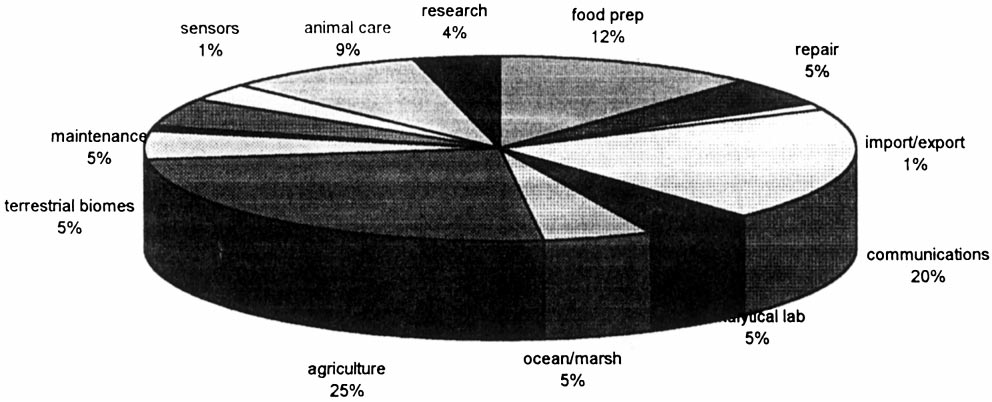 research
4%
food prep
12%
repair
5%
import/export
1%
communications
20%
lab
5%
ocean/marsh
5%
agriculture
25%
terrestrial biomes
5%
maintenance
5%
sensors
1%
animal care
9%